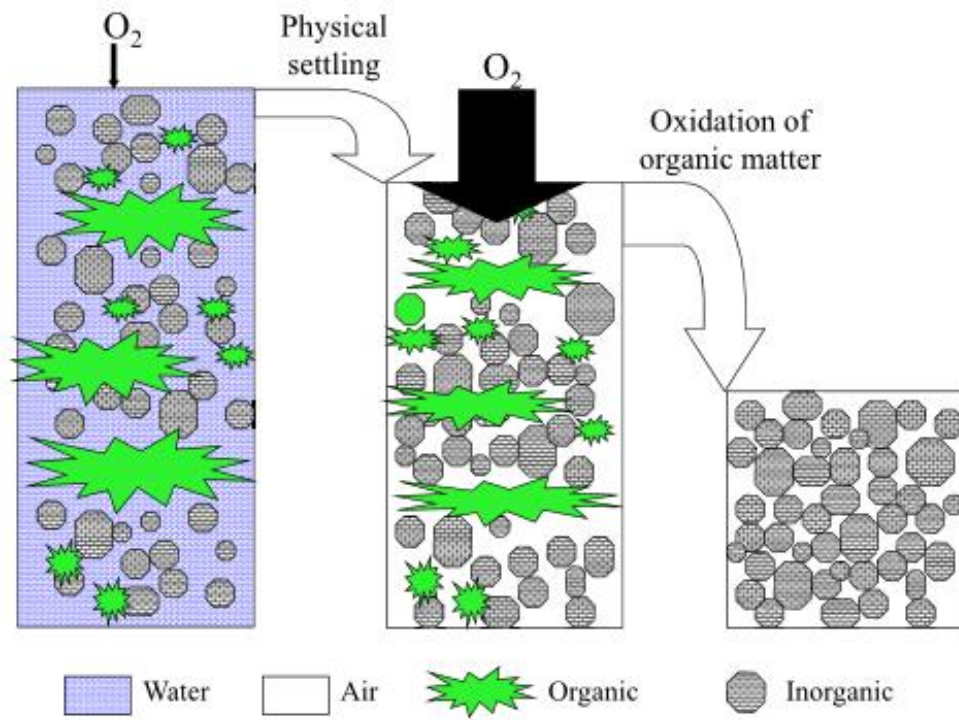 O₂
Physical
settling
O₂
Oxidation of
organic matter
Water
Air
Organic
Inorganic